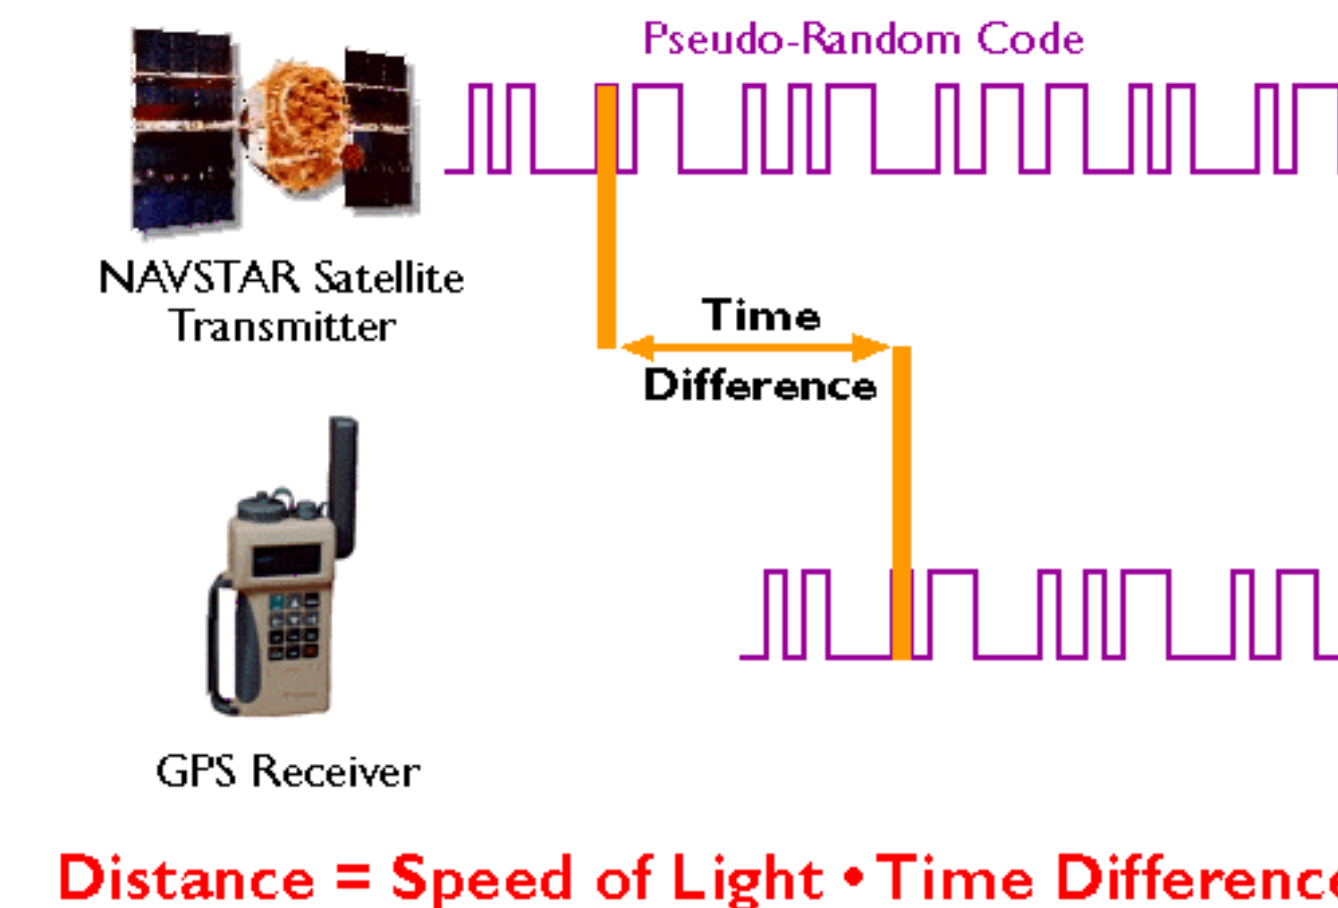 Pseudo-Random Code
NAVSTAR Satellite
Transmitter
Time
Difference
GPS Receiver
Distance = Speed of Light • Time Difference